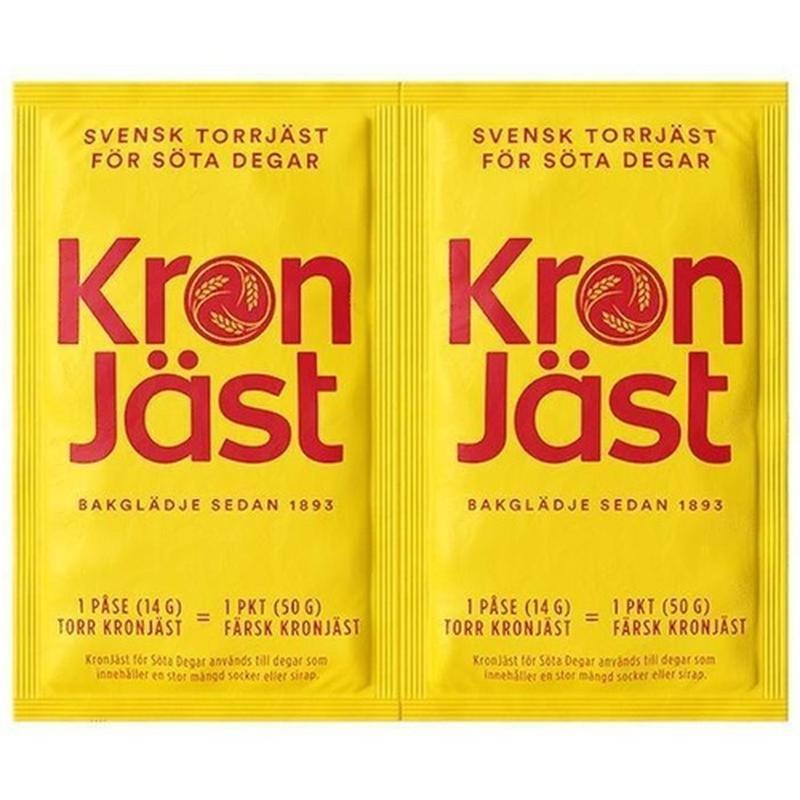 SVENSK TORRJÄST
FÖR SÖTA DEGAR
Kron
Jäst
BAKGLÄDJE SEDAN 1893
1 PÅSE (14 G) = 1 PKT (50 G)
TORR KRONJÄST FÄRSK KRONJÄST
KronJäst för Söta Degar används till degar som
innehåller en stor mängd socker eller sirap.
SVENSK TORRJÄST
FÖR SÖTA DEGAR
Kron
Jäst
BAKGLÄDJE SEDAN 1893
1 PÅSE (14 G) = 1 PKT (50 G)
TORR KRONJÄST FÄRSK KRONJÄST
KronJäst för Söta Degar används till degar som
innehåller en stor mängd socker eller sirap.